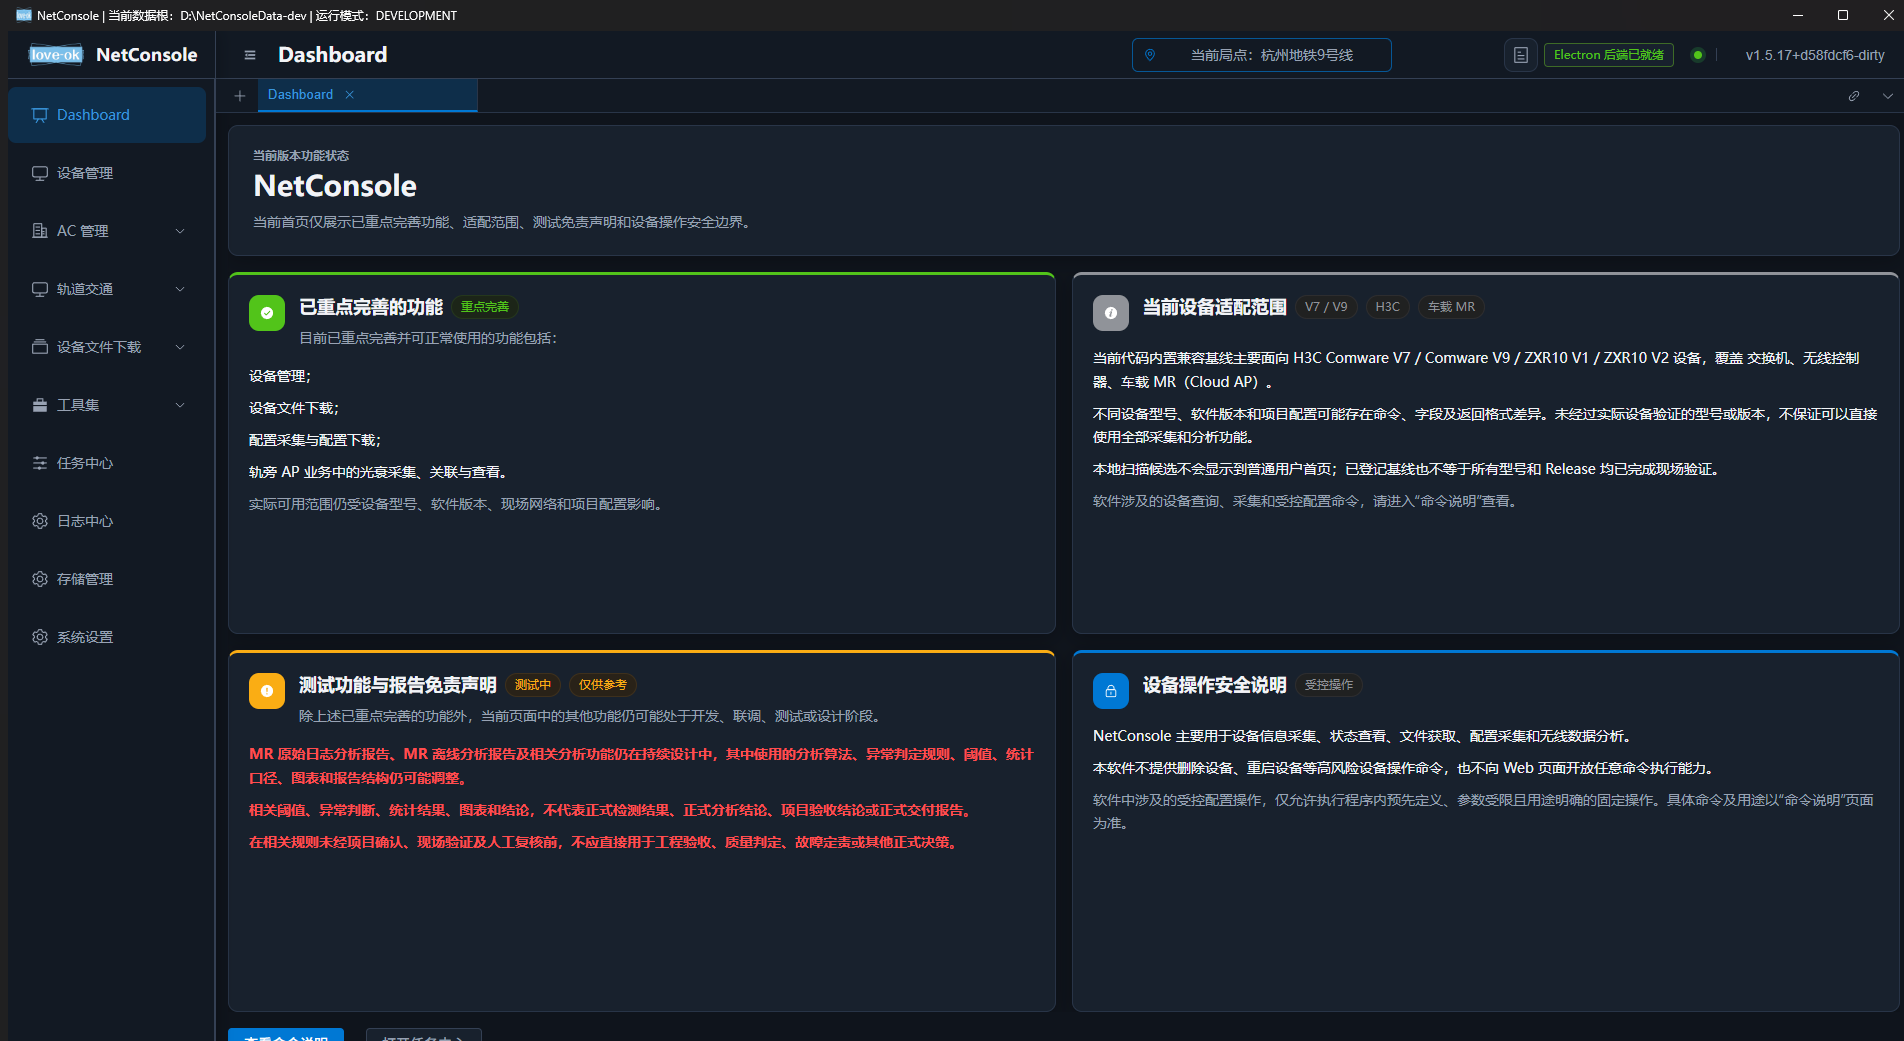 NetConsole | 当前数据根：D:\NetConsoleData-dev | 运行模式：DEVELOPMENT
love-ok NetConsole
Dashboard
当前局点：杭州地铁9号线
Electron 后端已就绪
v1.5.17+d58fdcf6-dirty
Dashboard
设备管理
AC 管理
轨道交通
设备文件下载
工具集
任务中心
日志中心
存储管理
系统设置
Dashboard
当前版本功能状态
NetConsole
当前首页仅展示已重点完善功能、适配范围、测试免责声明和设备操作安全边界。
已重点完善的功能 重点完善
目前已重点完善并可正常使用的功能包括：
设备管理；
设备文件下载；
配置采集与配置下载；
轨旁 AP 业务中的光衰采集、关联与查看。
实际可用范围仍受设备型号、软件版本、现场网络和项目配置影响。
当前设备适配范围 V7 / V9 H3C 车载 MR
当前代码内置兼容基线主要面向 H3C Comware V7 / Comware V9 / ZXR10 V1 / ZXR10 V2 设备，覆盖 交换机、无线控制
器、车载 MR（Cloud AP）。
不同设备型号、软件版本和项目配置可能存在命令、字段及返回格式差异。未经过实际设备验证的型号或版本，不保证可以直接
使用全部采集和分析功能。
本地扫描候选不会显示到普通用户首页；已登记基线也不等于所有型号和 Release 均已完成现场验证。
软件涉及的设备查询、采集和受控配置命令，请进入“命令说明”查看。
测试功能与报告免责声明 测试中 仅供参考
除上述已重点完善的功能外，当前页面中的其他功能仍可能处于开发、联调、测试或设计阶段。
MR 原始日志分析报告、MR 离线分析报告及相关分析功能仍在持续设计中，其中使用的分析算法、异常判定规则、阈值、统计
口径、图表和报告结构仍可能调整。
相关阈值、异常判断、统计结果、图表和结论，不代表正式检测结果、正式分析结论、项目验收结论或正式交付报告。
在相关规则未经项目确认、现场验证及人工复核前，不应直接用于工程验收、质量判定、故障定责或其他正式决策。
设备操作安全说明 受控操作
NetConsole 主要用于设备信息采集、状态查看、文件获取、配置采集和无线数据分析。
本软件不提供删除设备、重启设备等高风险设备操作命令，也不向 Web 页面开放任意命令执行能力。
软件中涉及的受控配置操作，仅允许执行程序内预先定义、参数受限且用途明确的固定操作。具体命令及用途以“命令说明”页面
为准。
查看命令说明 打开任务中心